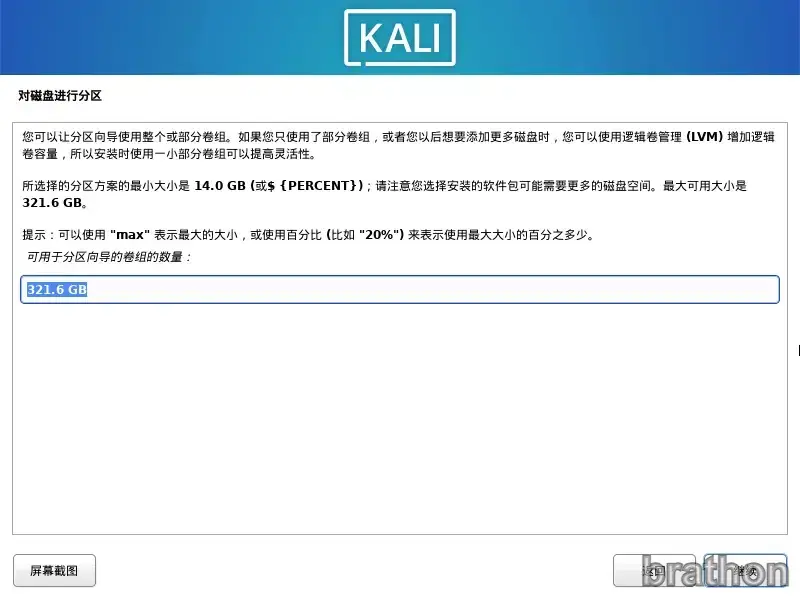 KALI
对磁盘进行分区
您可以让分区向导使用整个或部分卷组。如果您只使用了部分卷组，或者您以后想要添加更多磁盘时，您可以使用逻辑卷管理 (LVM) 增加逻辑
卷容量，所以安装时使用一小部分卷组可以提高灵活性。
所选择的分区方案的最小大小是 14.0 GB (或$ {PERCENT})；请注意您选择安装的软件包可能需要更多的磁盘空间。最大可用大小是
321.6 GB。
提示：可以使用 "max" 表示最大的大小，或使用百分比 (比如 "20%") 来表示使用最大大小的百分之多少。
可用于分区向导的卷组的数量：
321.6 GB
屏幕截图
返回
继续
brathon